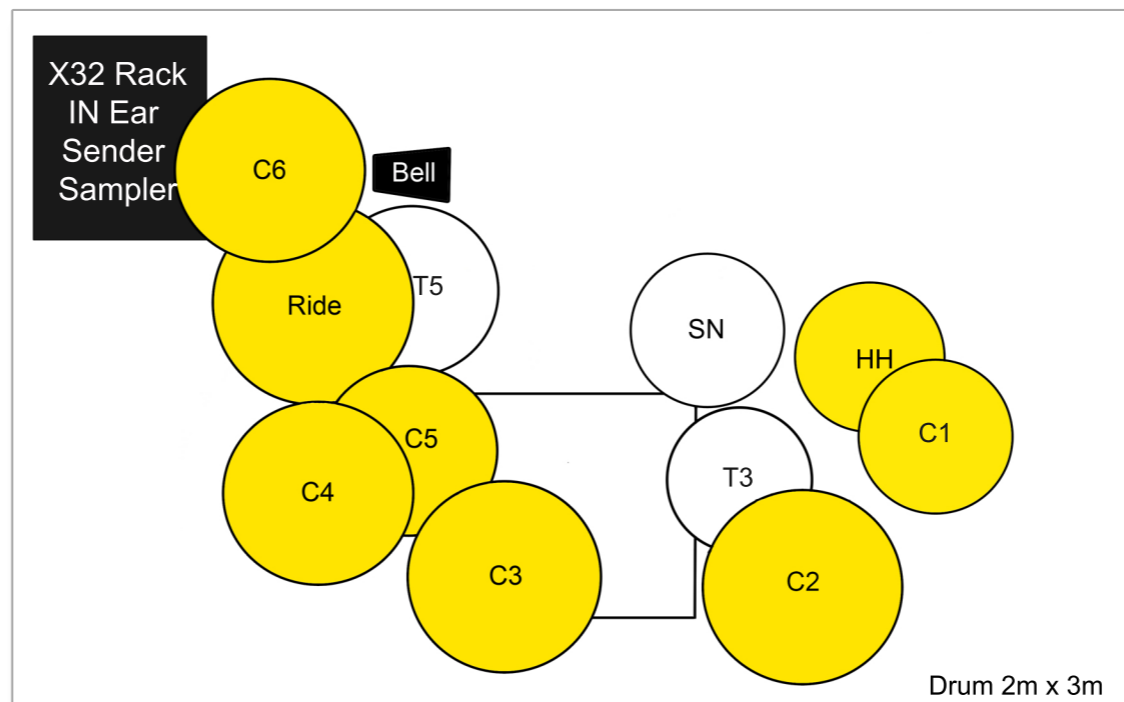 X32 Rack
IN Ear
Sender
Sampler
C6
Bell
T5
Ride
SN
HH
C1
C5
T3
C4
C3
C2
Drum 2m x 3m